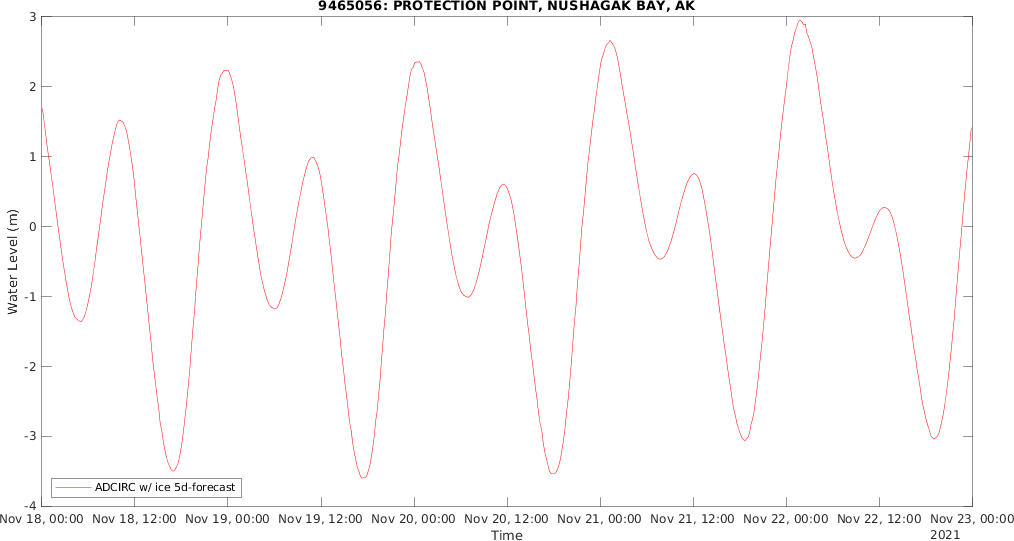 9465056: PROTECTION POINT, NUSHAGAK BAY, AK
Water Level (m)
3
2
1
0
-1
-2
-3
-4
ADCIRC w/ ice 5d-forecast
Nov 18, 00:00 Nov 18, 12:00 Nov 19, 00:00 Nov 19, 12:00 Nov 20, 00:00 Nov 20, 12:00 Nov 21, 00:00 Nov 21, 12:00 Nov 22, 00:00 Nov 22, 12:00 Nov 23, 00:00
Time
2021